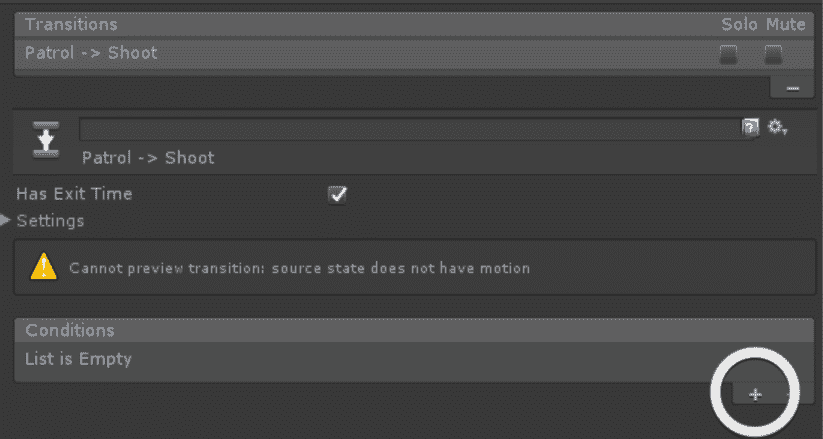 Transitions Solo Mute
Patrol -> Shoot
Patrol -> Shoot
Has Exit Time
Settings
Cannot preview transition: source state does not have motion
Conditions
List is Empty